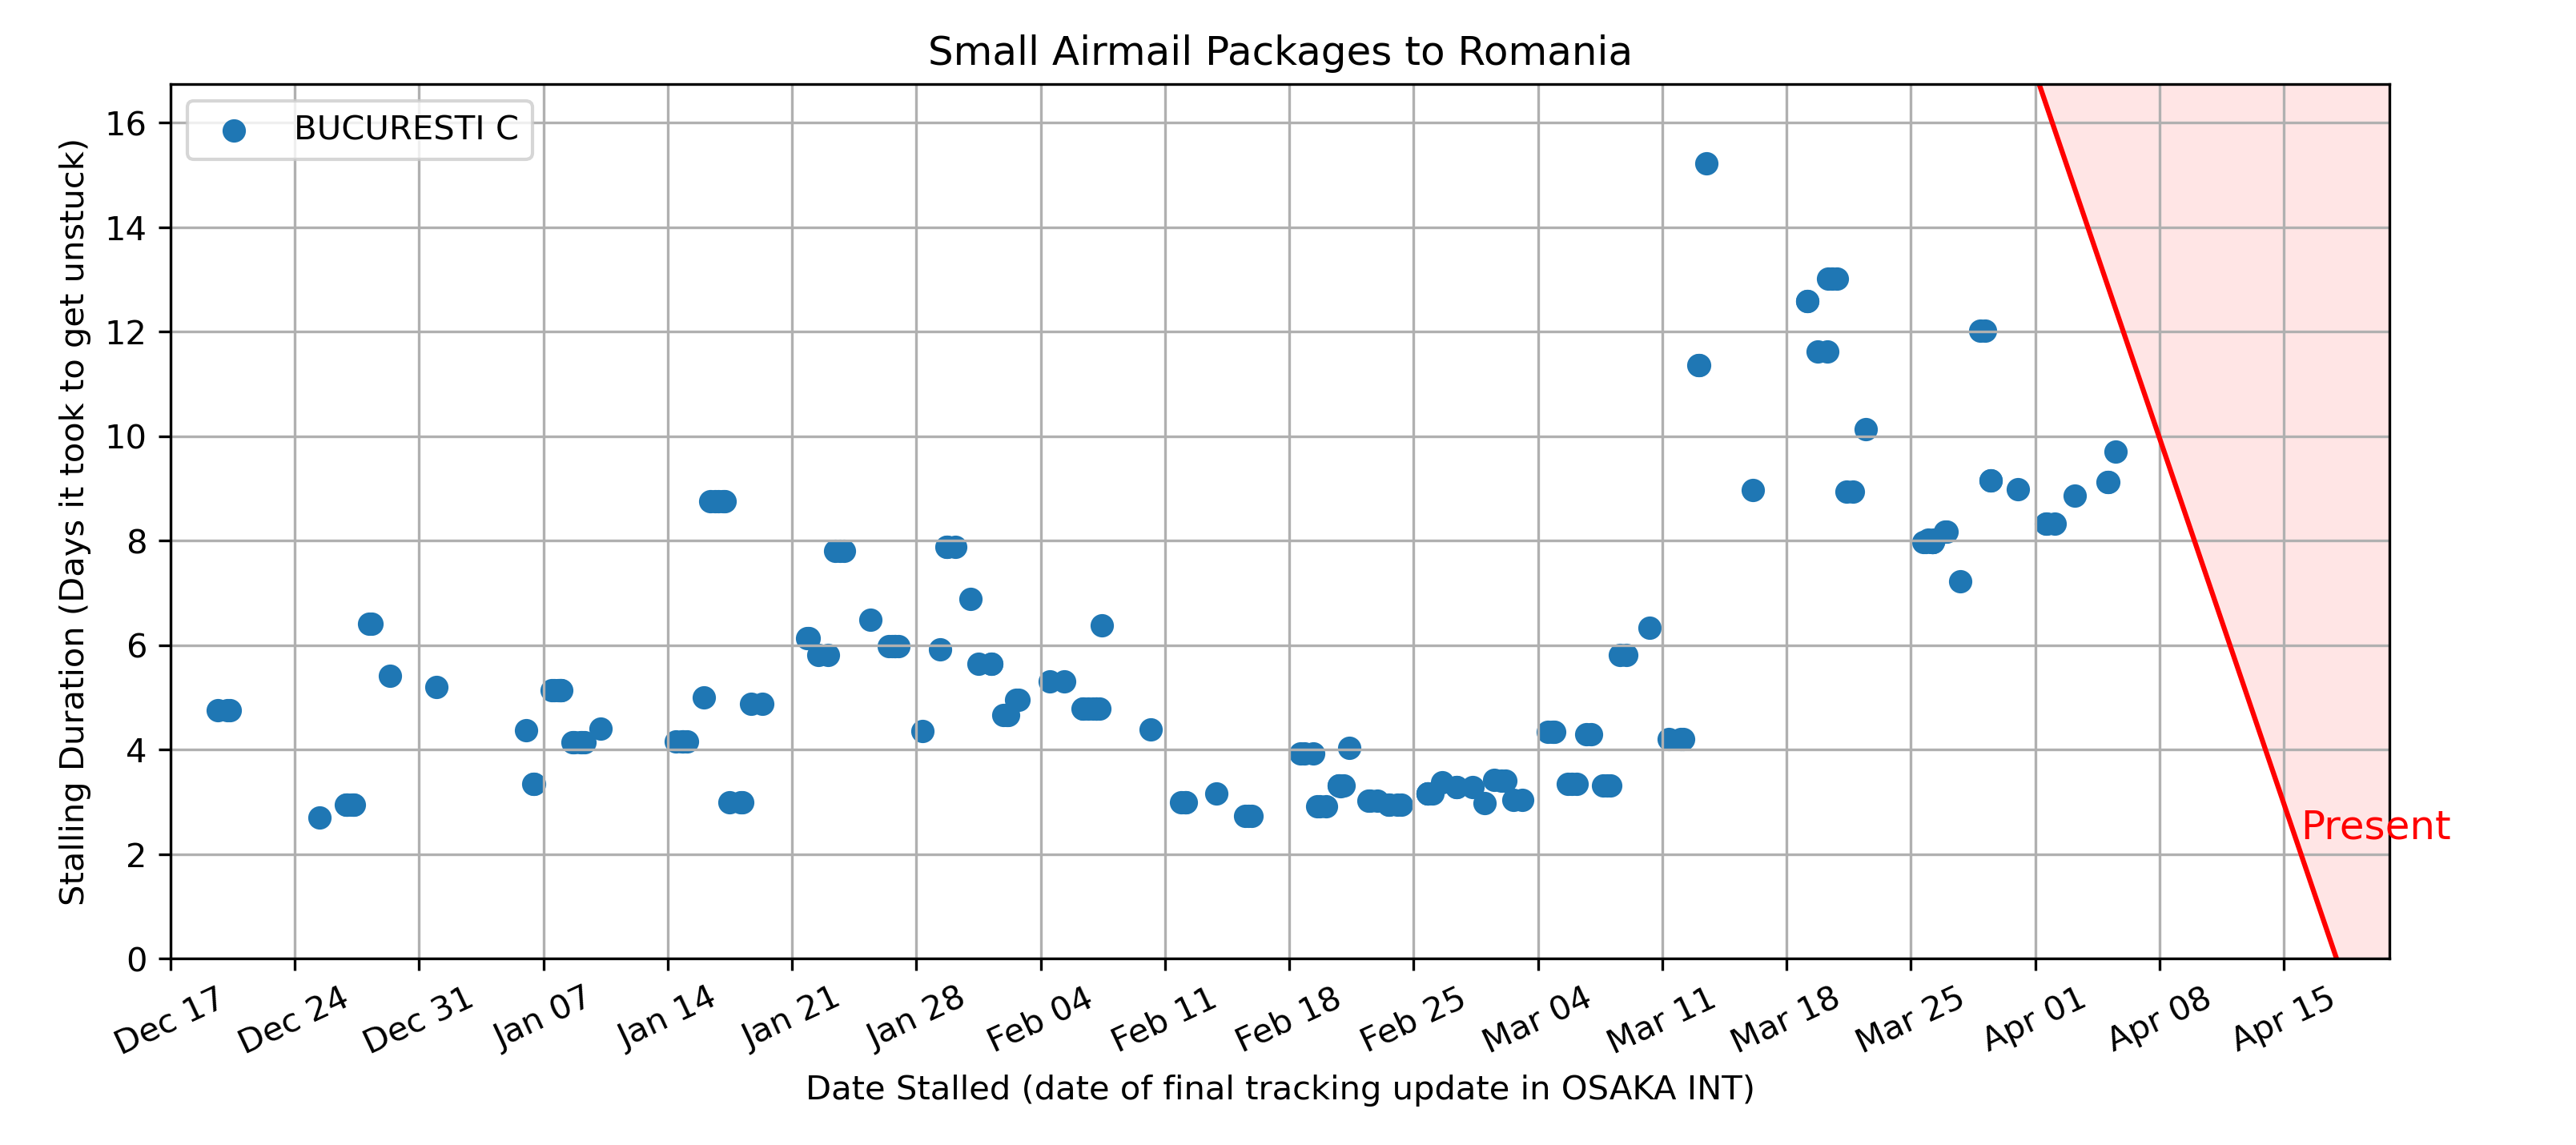 Small Airmail Packages to Romania
BUCURESTI C
Stalling Duration (Days it took to get unstuck)
16
14
12
10
8
6
4
2
0
Present
Dec 17
Dec 24
Dec 31
Jan 07
Jan 14
Jan 21
Jan 28
Feb 04
Feb 11
Feb 18
Feb 25
Mar 04
Mar 11
Mar 18
Mar 25
Apr 01
Apr 08
Apr 15
Date Stalled (date of final tracking update in OSAKA INT)